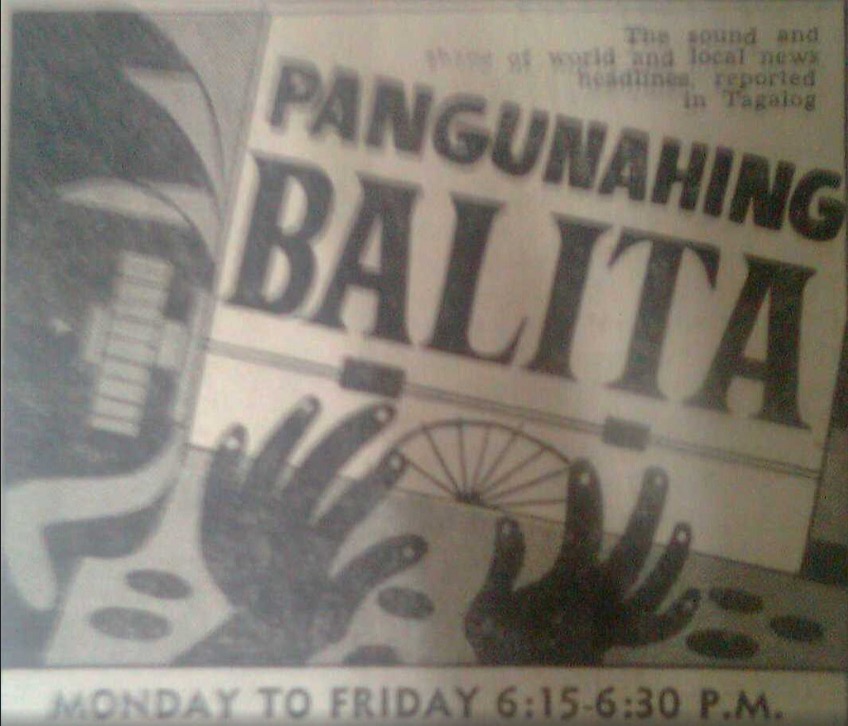 The sound and
shape of world and local news
headlines, reported
in Tagalog
PANGUNAHING
BALITA
MONDAY TO FRIDAY 6:15-6:30 P.M.